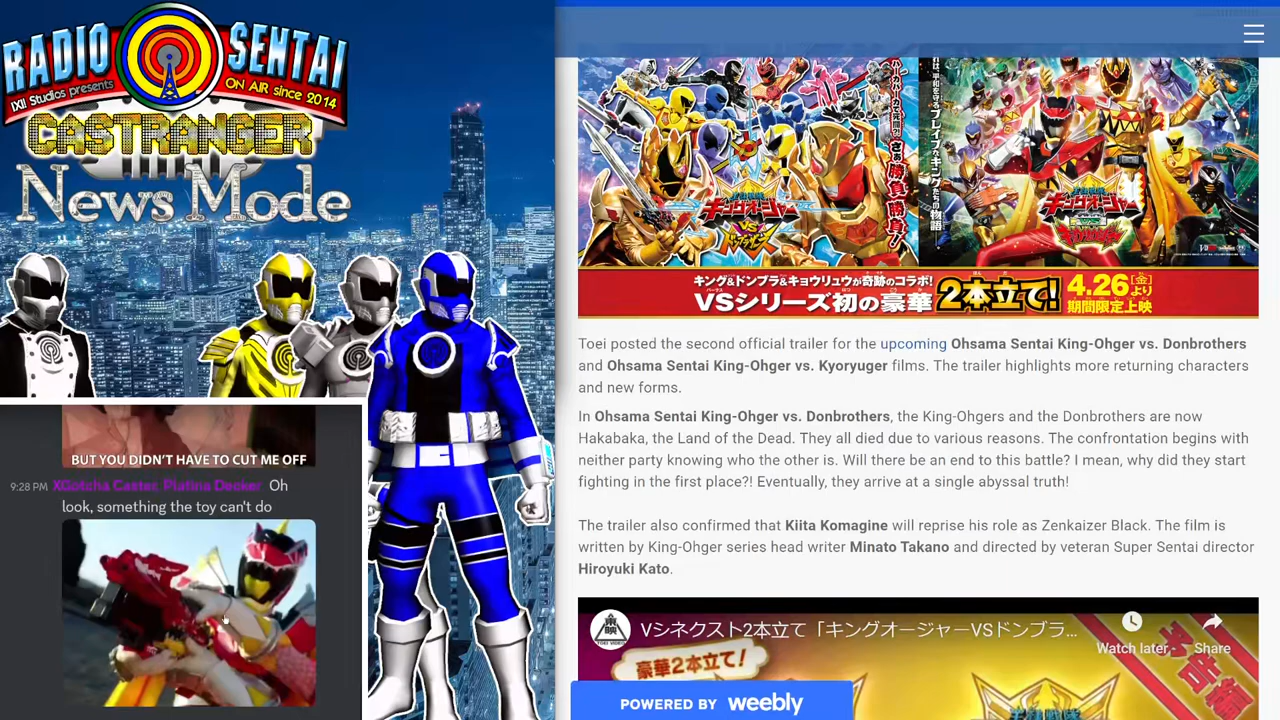 RADIO SENTAI
IXII Studios presents
ON AIR since 2014
CASTRANGER
News Mode
BUT YOU DIDN'T HAVE TO CUT ME OFF
9:28 PM XGotcha Caster, Platina Decker Oh
look, something the toy can't do
キング&ドンブラ&キョウリュウが奇跡のコラボ!
VSシリーズ初の豪華 2本立て! 4.26[金]より
期間限定上映
Toei posted the second official trailer for the upcoming Ohsama Sentai King-Ohger vs. Donbrothers
and Ohsama Sentai King-Ohger vs. Kyoryuger films. The trailer highlights more returning characters
and new forms.
In Ohsama Sentai King-Ohger vs. Donbrothers, the King-Ohgers and the Donbrothers are now
Hakabaka, the Land of the Dead. They all died due to various reasons. The confrontation begins with
neither party knowing who the other is. Will there be an end to this battle? I mean, why did they start
fighting in the first place?! Eventually, they arrive at a single abyssal truth!
The trailer also confirmed that Kiita Komagine will reprise his role as Zenkaizer Black. The film is
written by King-Ohger series head writer Minato Takano and directed by veteran Super Sentai director
Hiroyuki Kato.
Vシネクスト2本立て「キングオージャーVSドンブラ...
Watch later
Share
豪華2本立て!
予告編
POWERED BY weebly